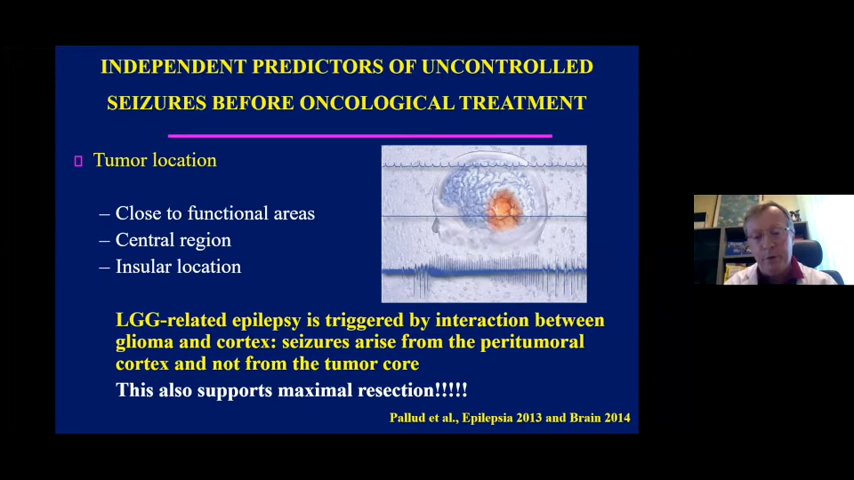 INDEPENDENT PREDICTORS OF UNCONTROLLED
SEIZURES BEFORE ONCOLOGICAL TREATMENT
Tumor location
– Close to functional areas
– Central region
– Insular location
LGG-related epilepsy is triggered by interaction between
glioma and cortex: seizures arise from the peritumoral
cortex and not from the tumor core
This also supports maximal resection!!!!!
Pallud et al., Epilepsia 2013 and Brain 2014